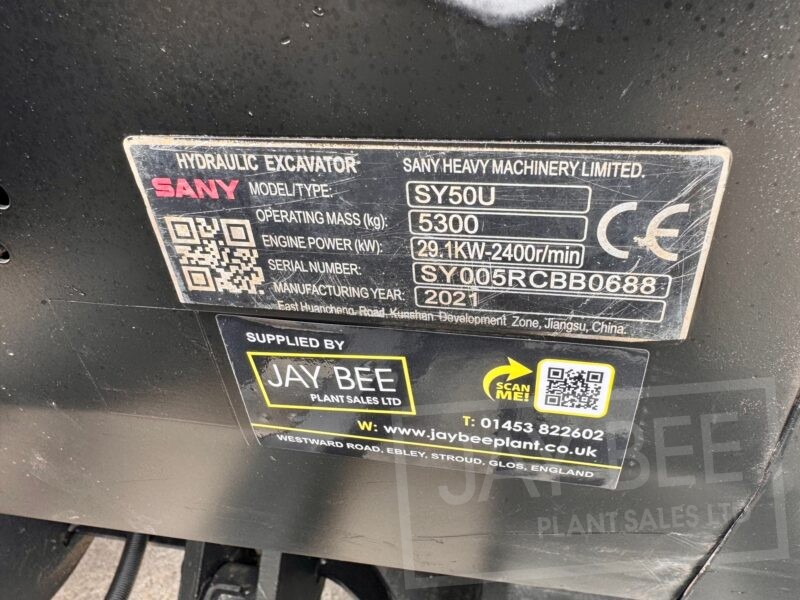 HYDRAULIC EXCAVATOR SANY HEAVY MACHINERY LIMITED.
SANY MODEL/TYPE: SY50U
OPERATING MASS (kg): 5300
ENGINE POWER (kW): 29.1KW-2400r/min
SERIAL NUMBER: SY005RCBB0688
MANUFACTURING YEAR: 2021
East Huancheng Road, Kunshan Development Zone, Jiangsu, China.
CE
SUPPLIED BY
JAY BEE
PLANT SALES LTD
SCAN
ME!
T: 01453 822602
W: www.jaybeeplant.co.uk
WESTWARD ROAD, EBLEY, STROUD, GLOS, ENGLAND
JAY BEE
PLANT SALES LTD